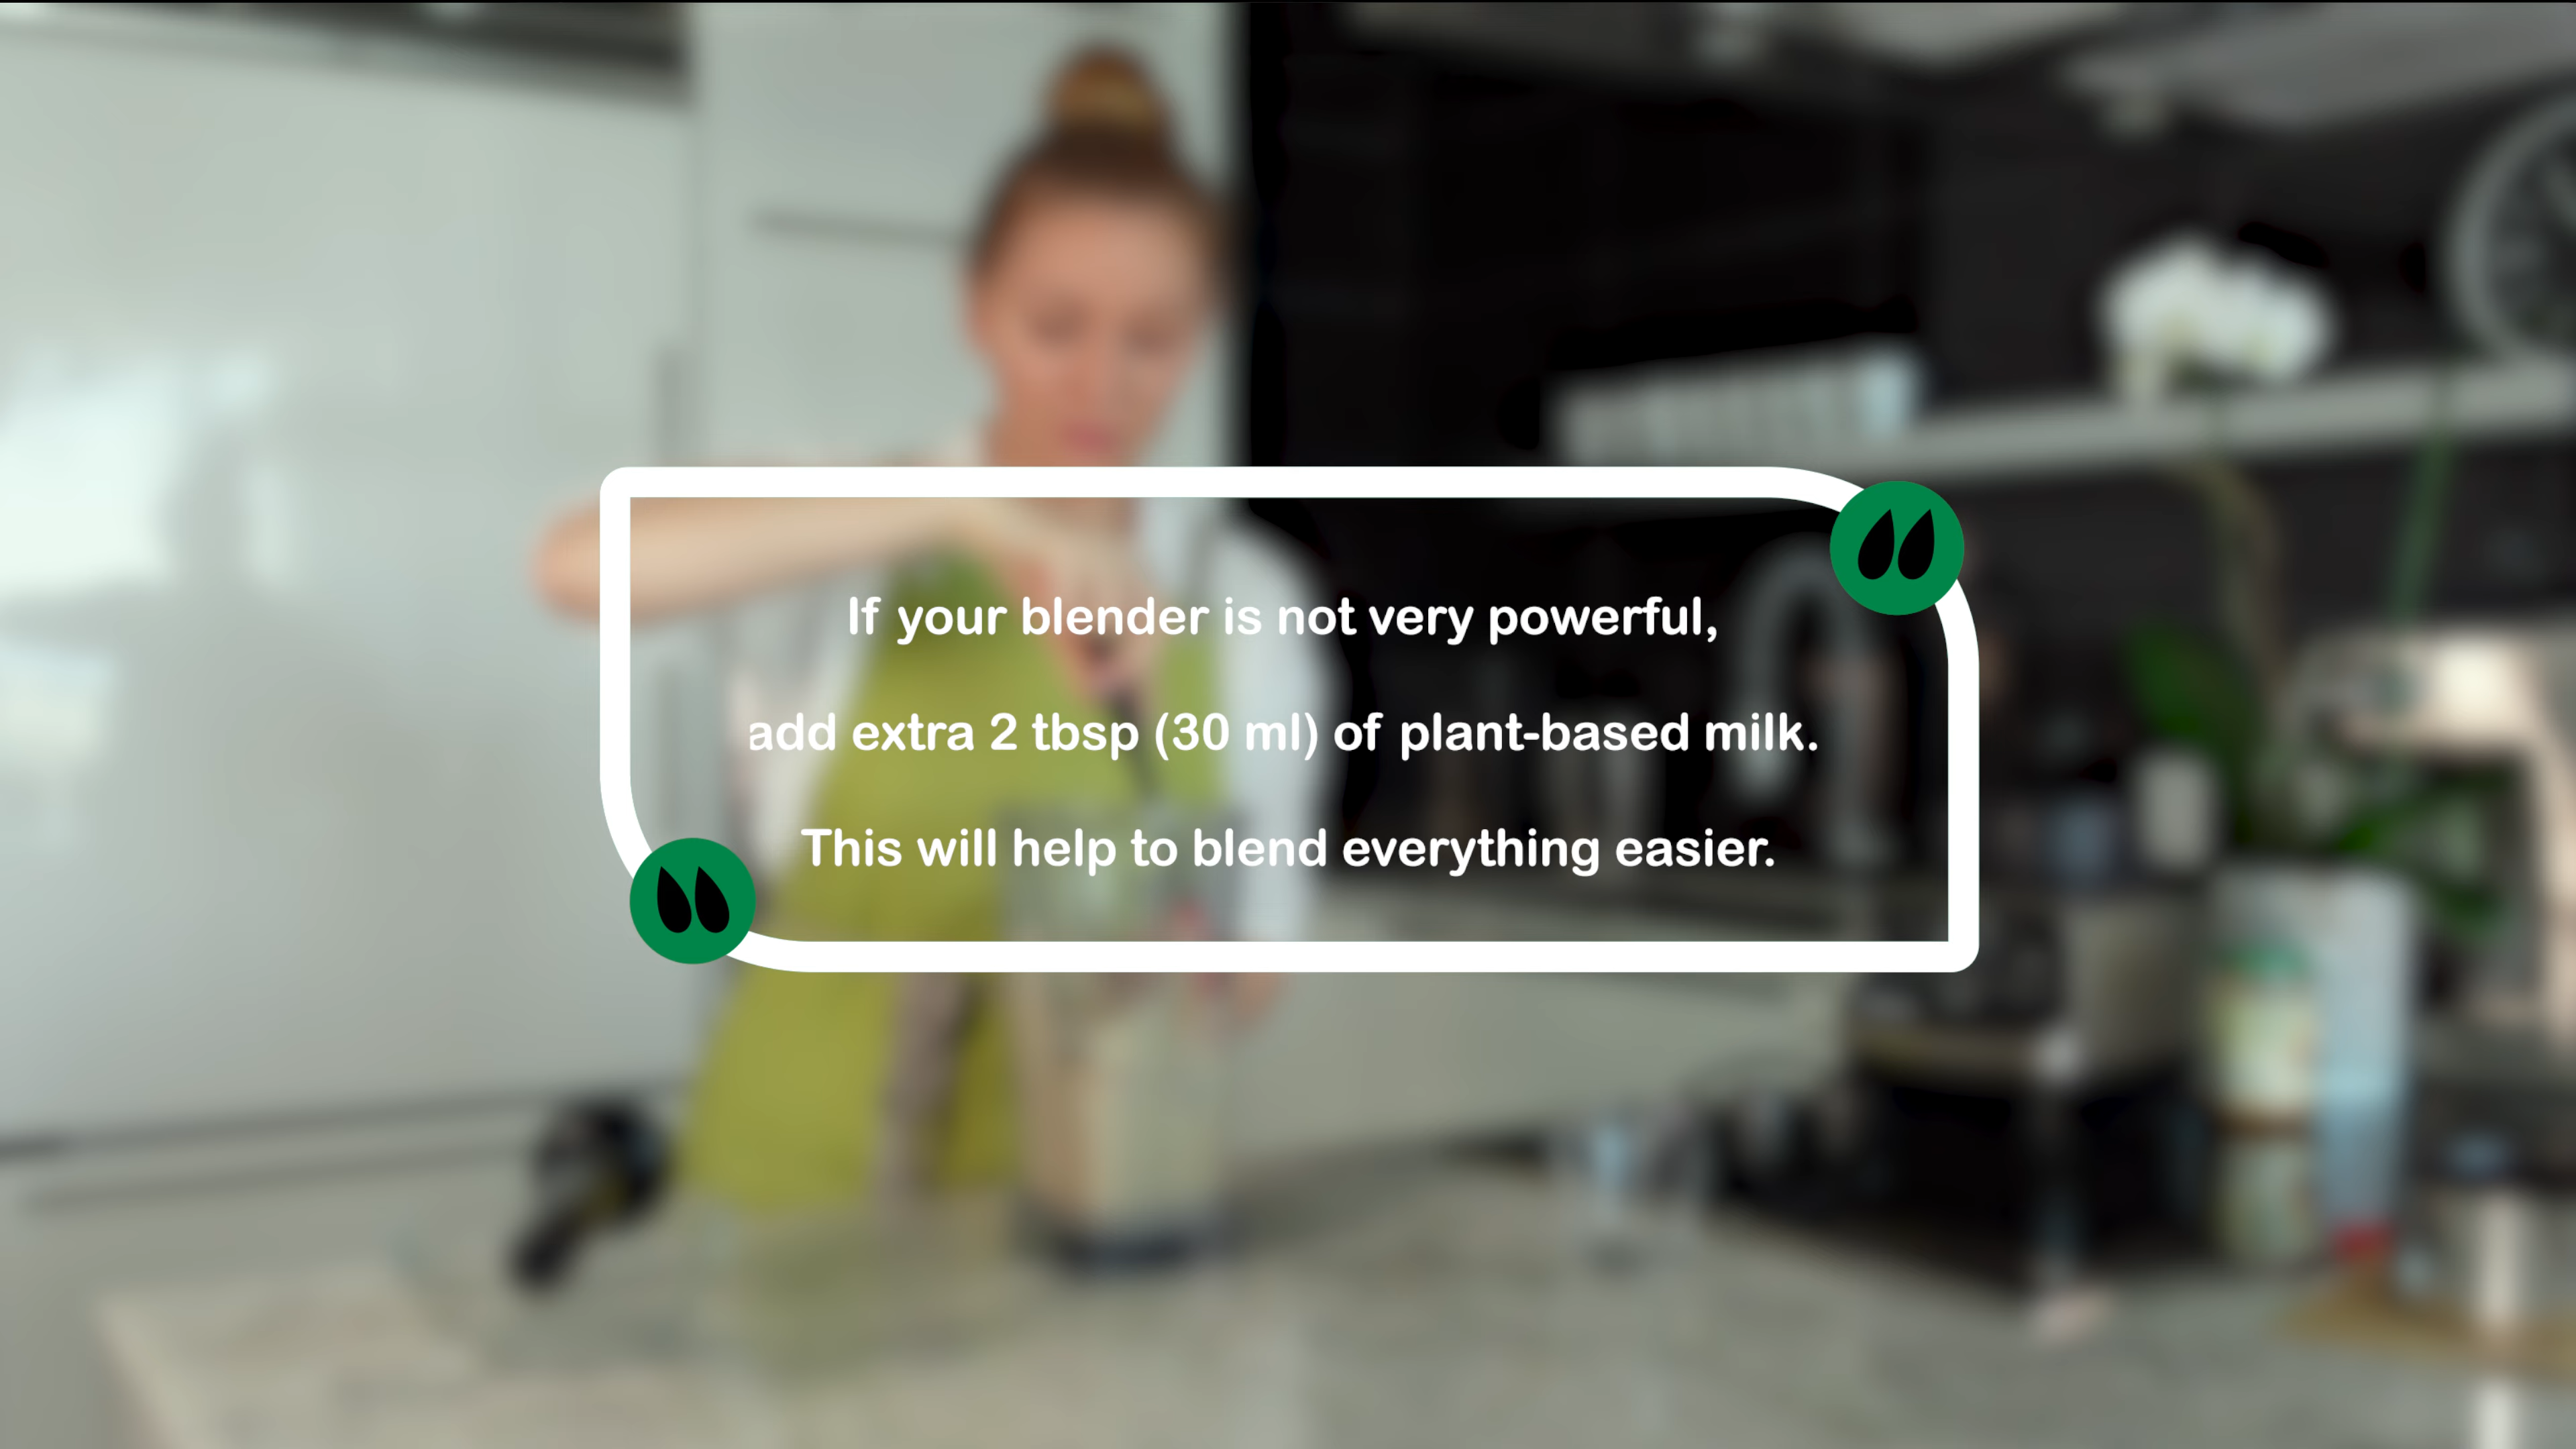 If your blender is not very powerful,
add extra 2 tbsp (30 ml) of plant-based milk.
This will help to blend everything easier.